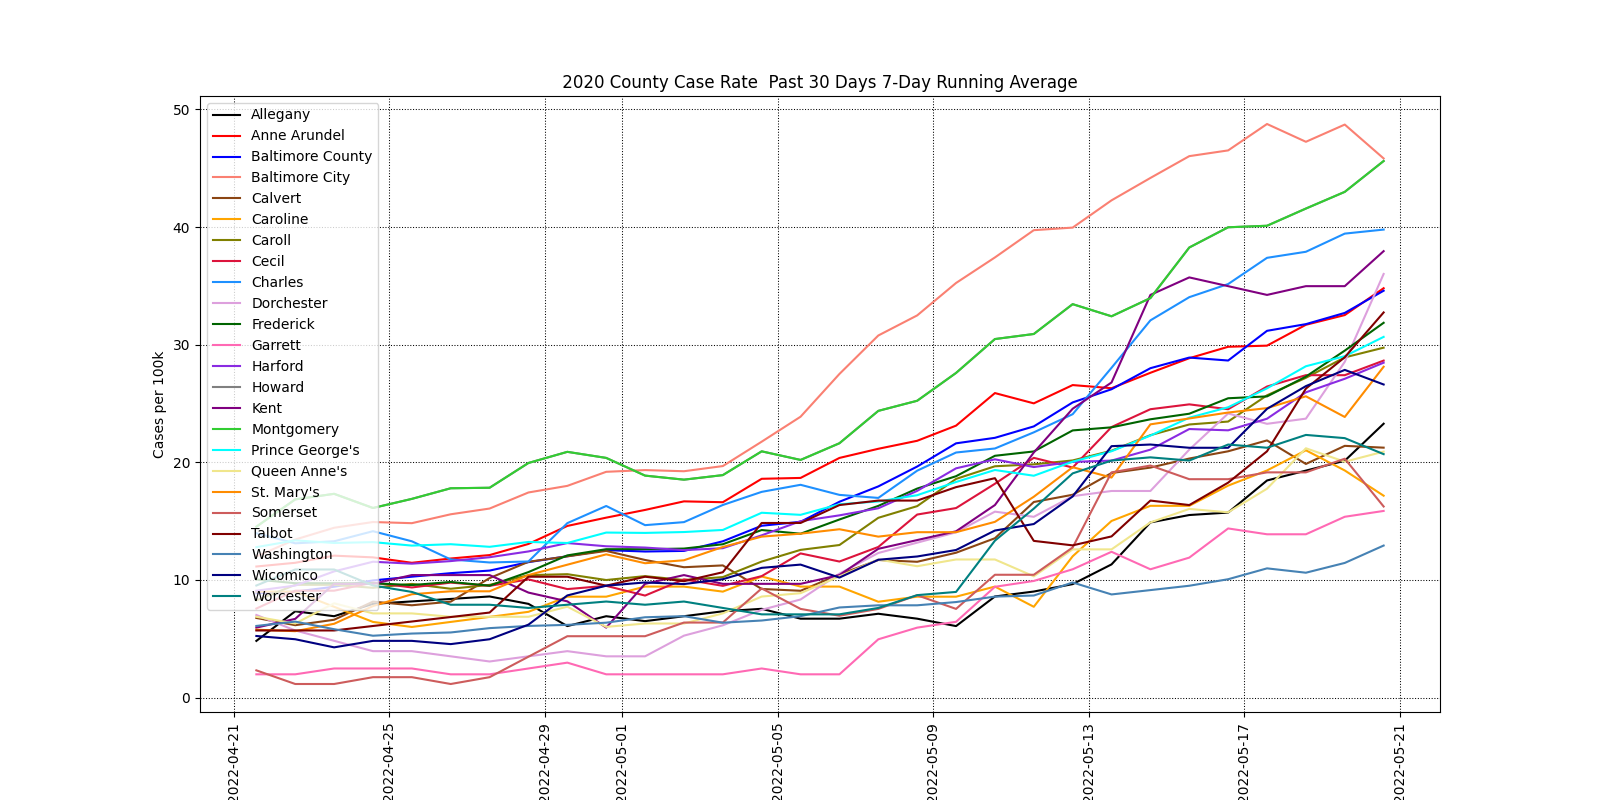 2020 County Case Rate  Past 30 Days 7-Day Running Average
Cases per 100k
50
40
30
20
10
0
Allegany
Anne Arundel
Baltimore County
Baltimore City
Calvert
Caroline
Caroll
Cecil
Charles
Dorchester
Frederick
Garrett
Harford
Howard
Kent
Montgomery
Prince George's
Queen Anne's
St. Mary's
Somerset
Talbot
Washington
Wicomico
Worcester
2022-04-21
2022-04-25
2022-04-29
2022-05-01
2022-05-05
2022-05-09
2022-05-13
2022-05-17
2022-05-21